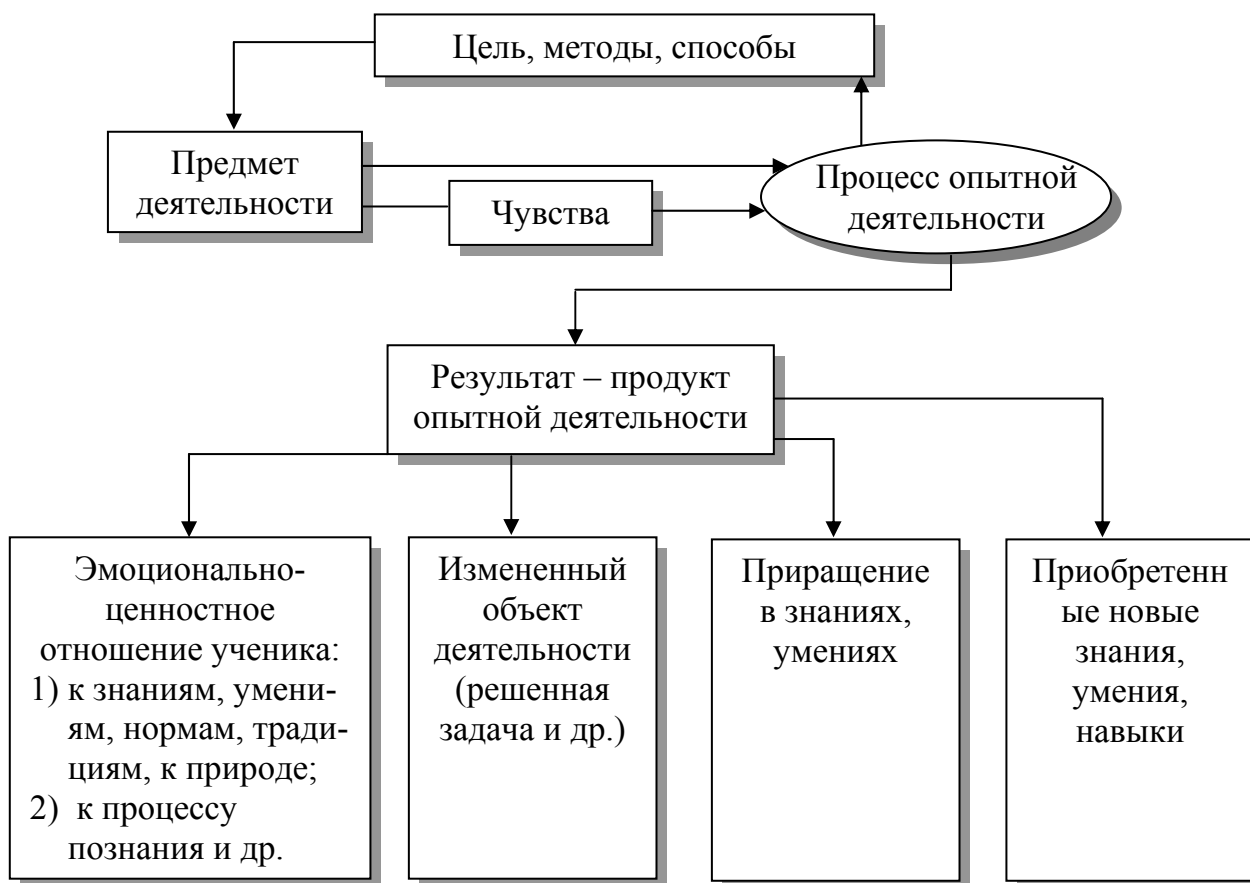 Цель, методы, способы
Предмет
деятельности
Чувства
Процесс опытной
деятельности
Результат – продукт
опытной деятельности
Эмоционально-
ценностное
отношение ученика:
1) к знаниям, умени-
ям, нормам, тради-
циям, к природе;
2) к процессу
познания и др.
Измененный
объект
деятельности
(решенная
задача и др.)
Приращение
в знаниях,
умениях
Приобретенн
ые новые
знания,
умения,
навыки